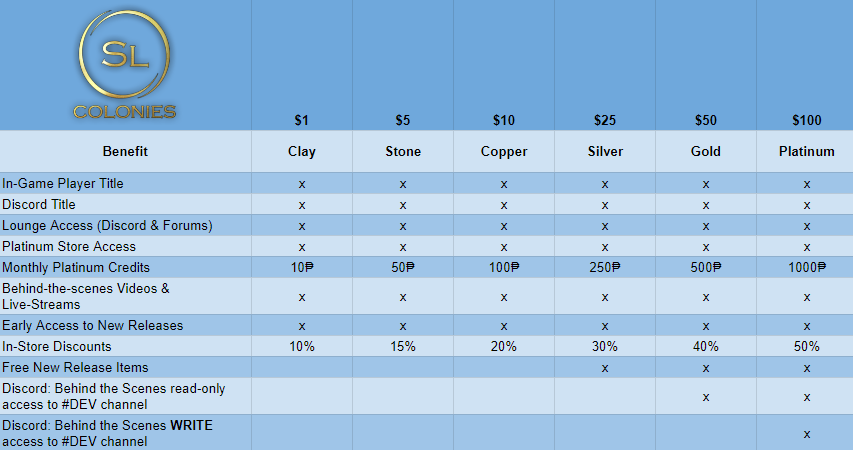 SL
COLONIES
$1 $5 $10 $25 $50 $100
Benefit Clay Stone Copper Silver Gold Platinum
In-Game Player Title x x x x x x
Discord Title x x x x x x
Lounge Access (Discord & Forums) x x x x x x
Platinum Store Access x x x x x x
Monthly Platinum Credits 10₱ 50₱ 100₱ 250₱ 500₱ 1000₱
Behind-the-scenes Videos &
Live-Streams x x x x x x
Early Access to New Releases x x x x x x
In-Store Discounts 10% 15% 20% 30% 40% 50%
Free New Release Items x x x
Discord: Behind the Scenes read-only
access to #DEV channel x x
Discord: Behind the Scenes WRITE
access to #DEV channel x